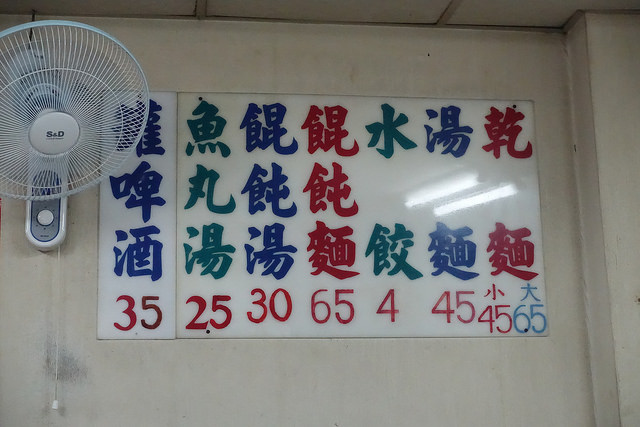 乾麵 小45 大65
湯麵 45
水餃 4
餛飩麵 65
餛飩湯 30
魚丸湯 25
罐啤酒 35
S&D